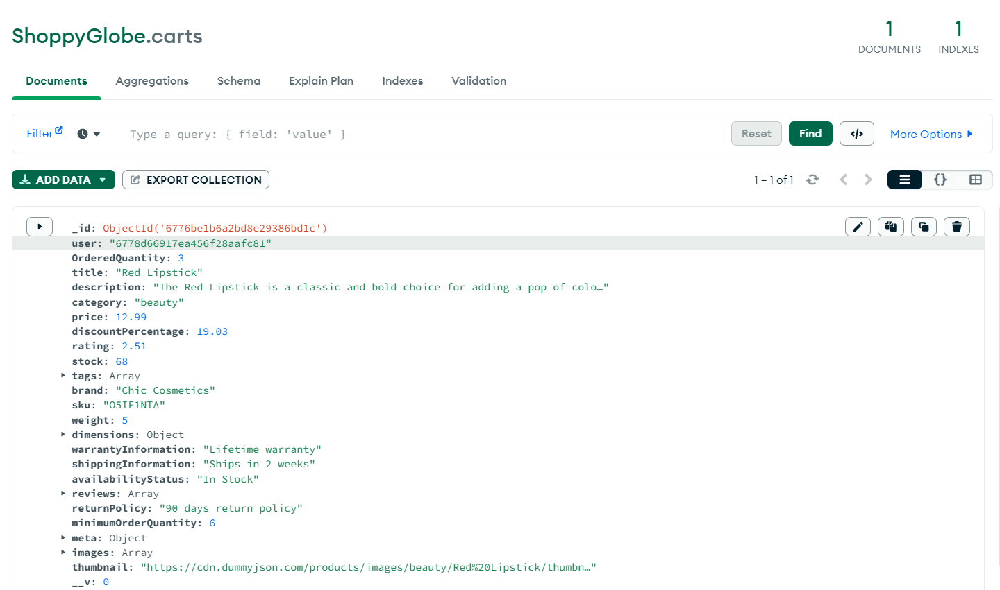 ShoppyGlobe.carts
1 DOCUMENTS
1 INDEXES
Documents Aggregations Schema Explain Plan Indexes Validation
Filter Type a query: { field: 'value' } Reset Find </> More Options
ADD DATA EXPORT COLLECTION 1 – 1 of 1 {}
_id: ObjectId('6776be1b6a2bd8e29386bd1c')
user: "6778d66917ea456f28aafc81"
OrderedQuantity: 3
title: "Red Lipstick"
description: "The Red Lipstick is a classic and bold choice for adding a pop of colo…"
category: "beauty"
price: 12.99
discountPercentage: 19.03
rating: 2.51
stock: 68
tags: Array
brand: "Chic Cosmetics"
sku: "O5IF1NTA"
weight: 5
dimensions: Object
warrantyInformation: "Lifetime warranty"
shippingInformation: "Ships in 2 weeks"
availabilityStatus: "In Stock"
reviews: Array
returnPolicy: "90 days return policy"
minimumOrderQuantity: 6
meta: Object
images: Array
thumbnail: "https://cdn.dummyjson.com/products/images/beauty/Red%20Lipstick/thumbn…"
__v: 0